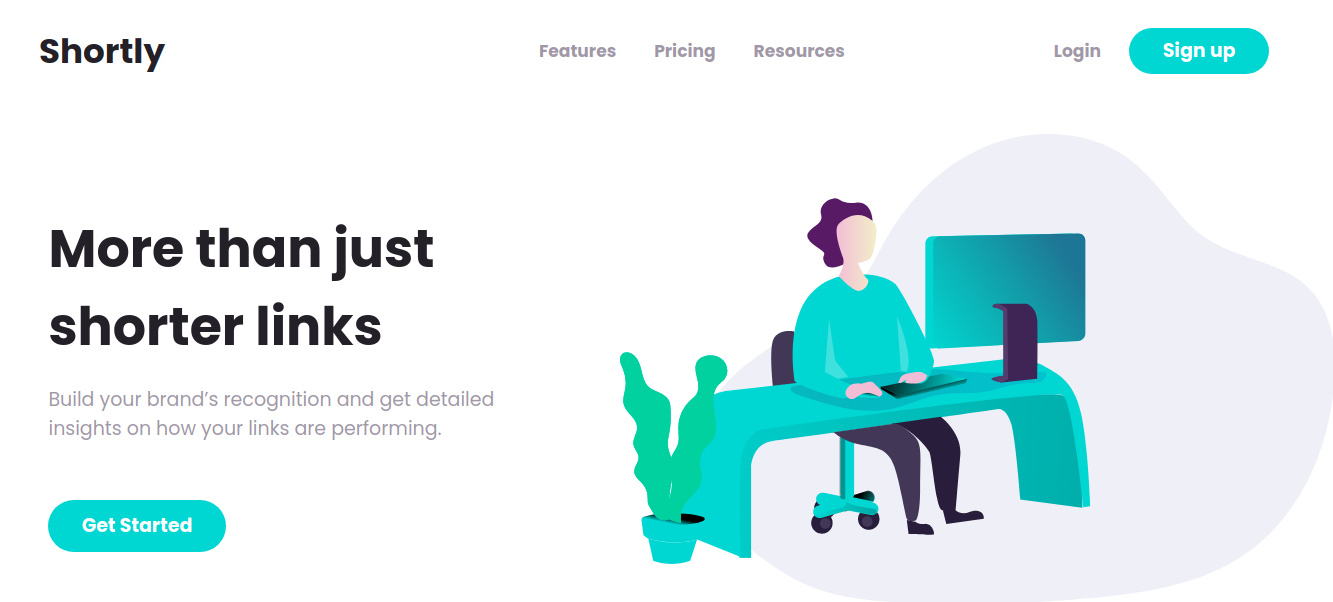 Shortly
Features
Pricing
Resources
Login
Sign up
More than just
shorter links
Build your brand’s recognition and get detailed
insights on how your links are performing.
Get Started